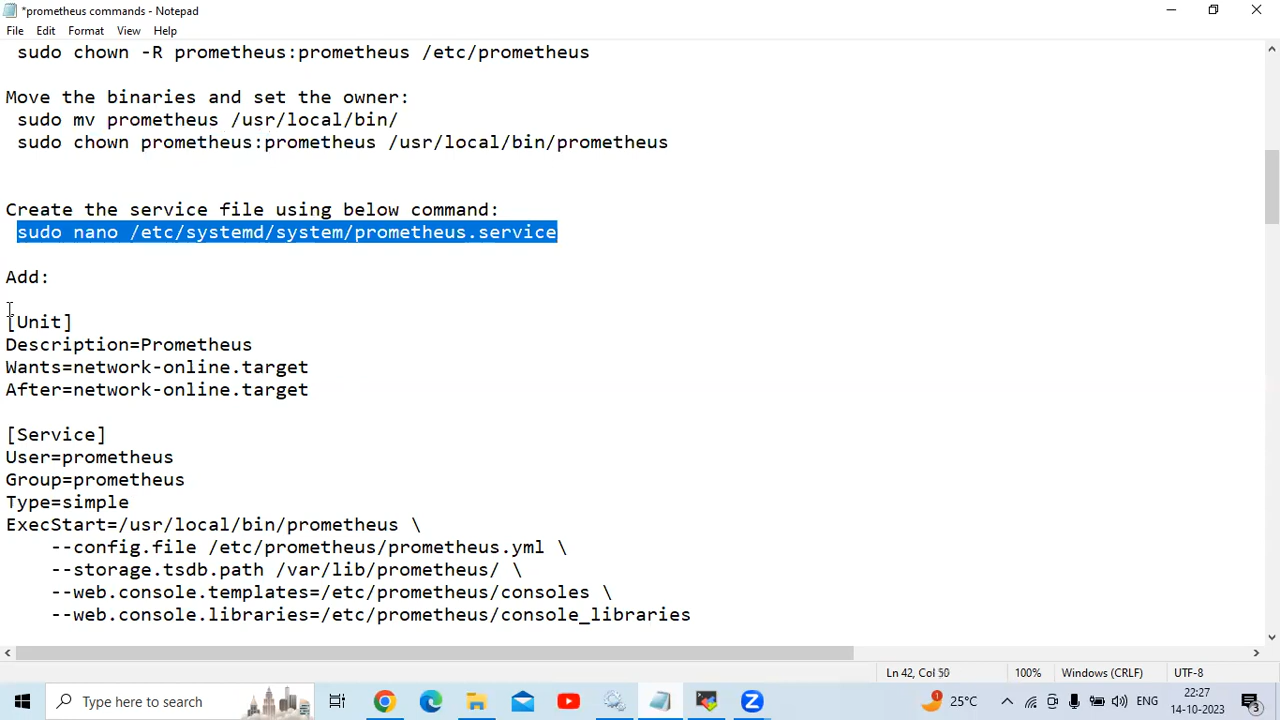 *prometheus commands - Notepad
File Edit Format View Help
sudo chown -R prometheus:prometheus /etc/prometheus
Move the binaries and set the owner:
sudo mv prometheus /usr/local/bin/
sudo chown prometheus:prometheus /usr/local/bin/prometheus
Create the service file using below command:
sudo nano /etc/systemd/system/prometheus.service
Add:
[Unit]
Description=Prometheus
Wants=network-online.target
After=network-online.target
[Service]
User=prometheus
Group=prometheus
Type=simple
ExecStart=/usr/local/bin/prometheus \
--config.file /etc/prometheus/prometheus.yml \
--storage.tsdb.path /var/lib/prometheus/ \
--web.console.templates=/etc/prometheus/consoles \
--web.console.libraries=/etc/prometheus/console_libraries
Ln 42, Col 50 100% Windows (CRLF) UTF-8
Type here to search 1 25°C ENG 22:27 3
14-10-2023